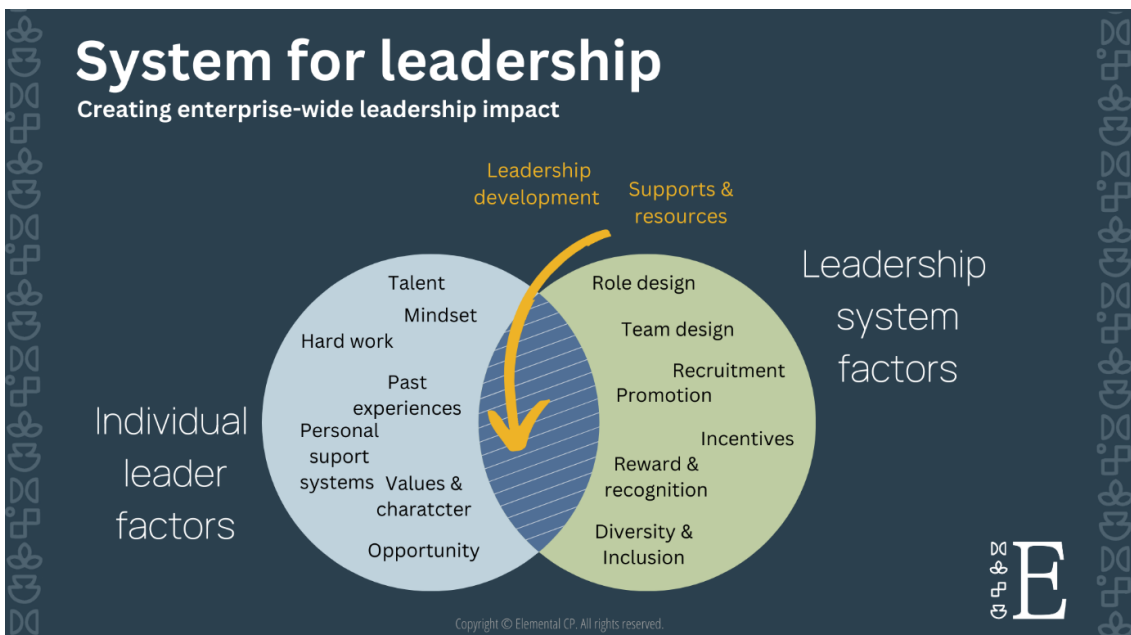 System for leadership
Creating enterprise-wide leadership impact
Leadership
development
Supports &
resources
Individual
leader
factors
Talent
Mindset
Hard work
Past
experiences
Personal
suport
systems
Values &
charatcter
Opportunity
Role design
Team design
Recruitment
Promotion
Incentives
Reward &
recognition
Diversity &
Inclusion
Leadership
system
factors
E
Copyright © Elemental CP. All rights reserved.